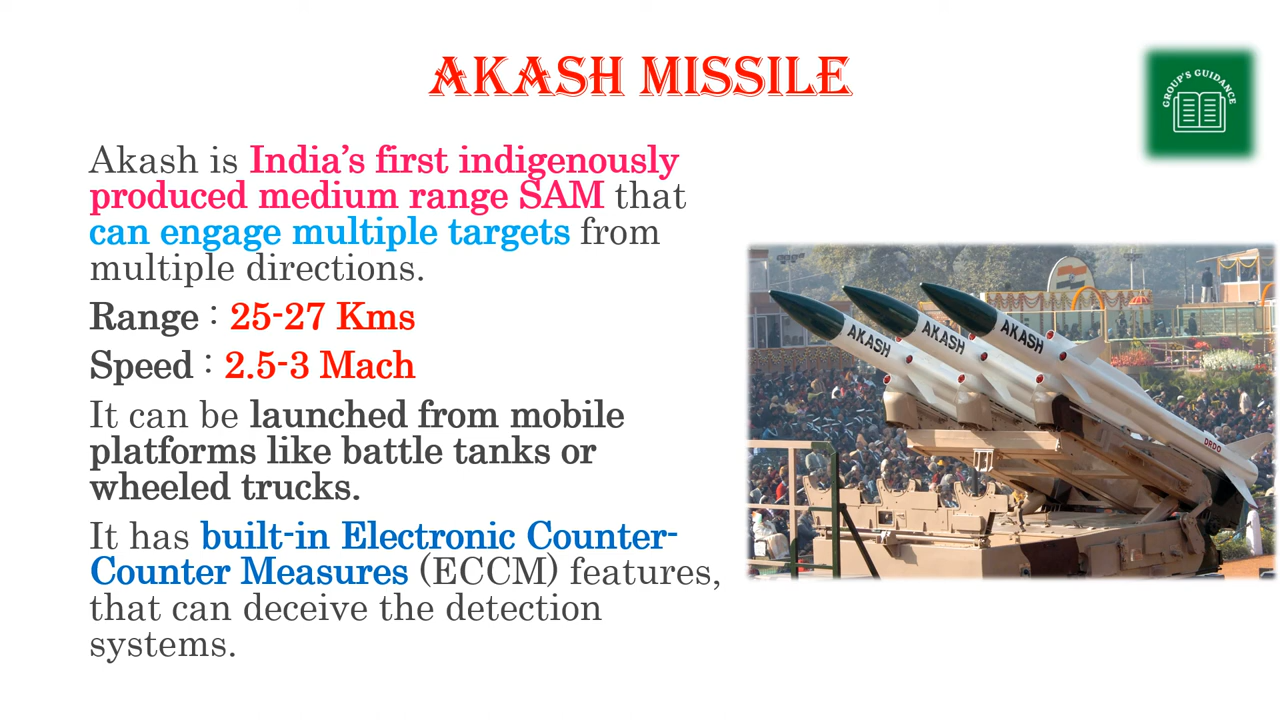 AKASH MISSILE
GROUP'S GUIDANCE
Akash is India's first indigenously
produced medium range SAM that
can engage multiple targets from
multiple directions.
Range : 25-27 Kms
Speed : 2.5-3 Mach
It can be launched from mobile
platforms like battle tanks or
wheeled trucks.
It has built-in Electronic Counter-
Counter Measures (ECCM) features,
that can deceive the detection
systems.
AKASH
AKASH
AKASH
DRDO